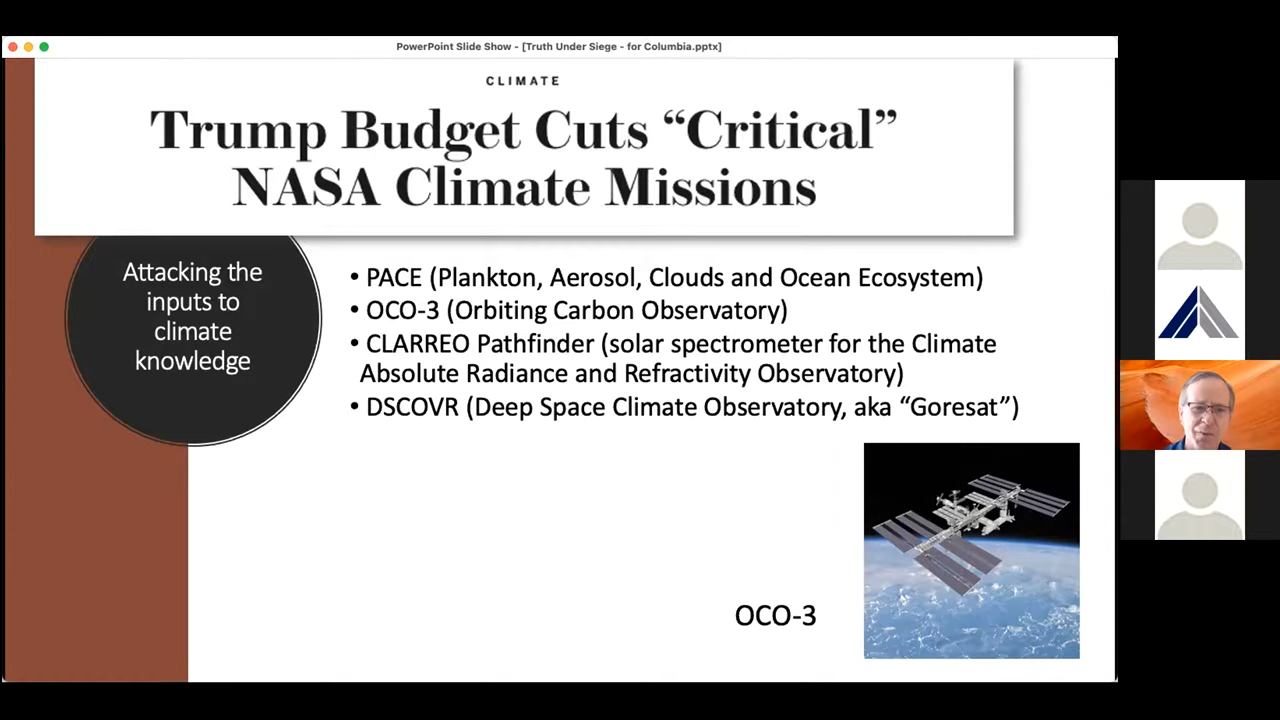 PowerPoint Slide Show - [Truth Under Siege - for Columbia.pptx]
CLIMATE
Trump Budget Cuts “Critical”
NASA Climate Missions
Attacking the
inputs to
climate
knowledge
• PACE (Plankton, Aerosol, Clouds and Ocean Ecosystem)
• OCO-3 (Orbiting Carbon Observatory)
• CLARREO Pathfinder (solar spectrometer for the Climate
Absolute Radiance and Refractivity Observatory)
• DSCOVR (Deep Space Climate Observatory, aka “Goresat”)
OCO-3